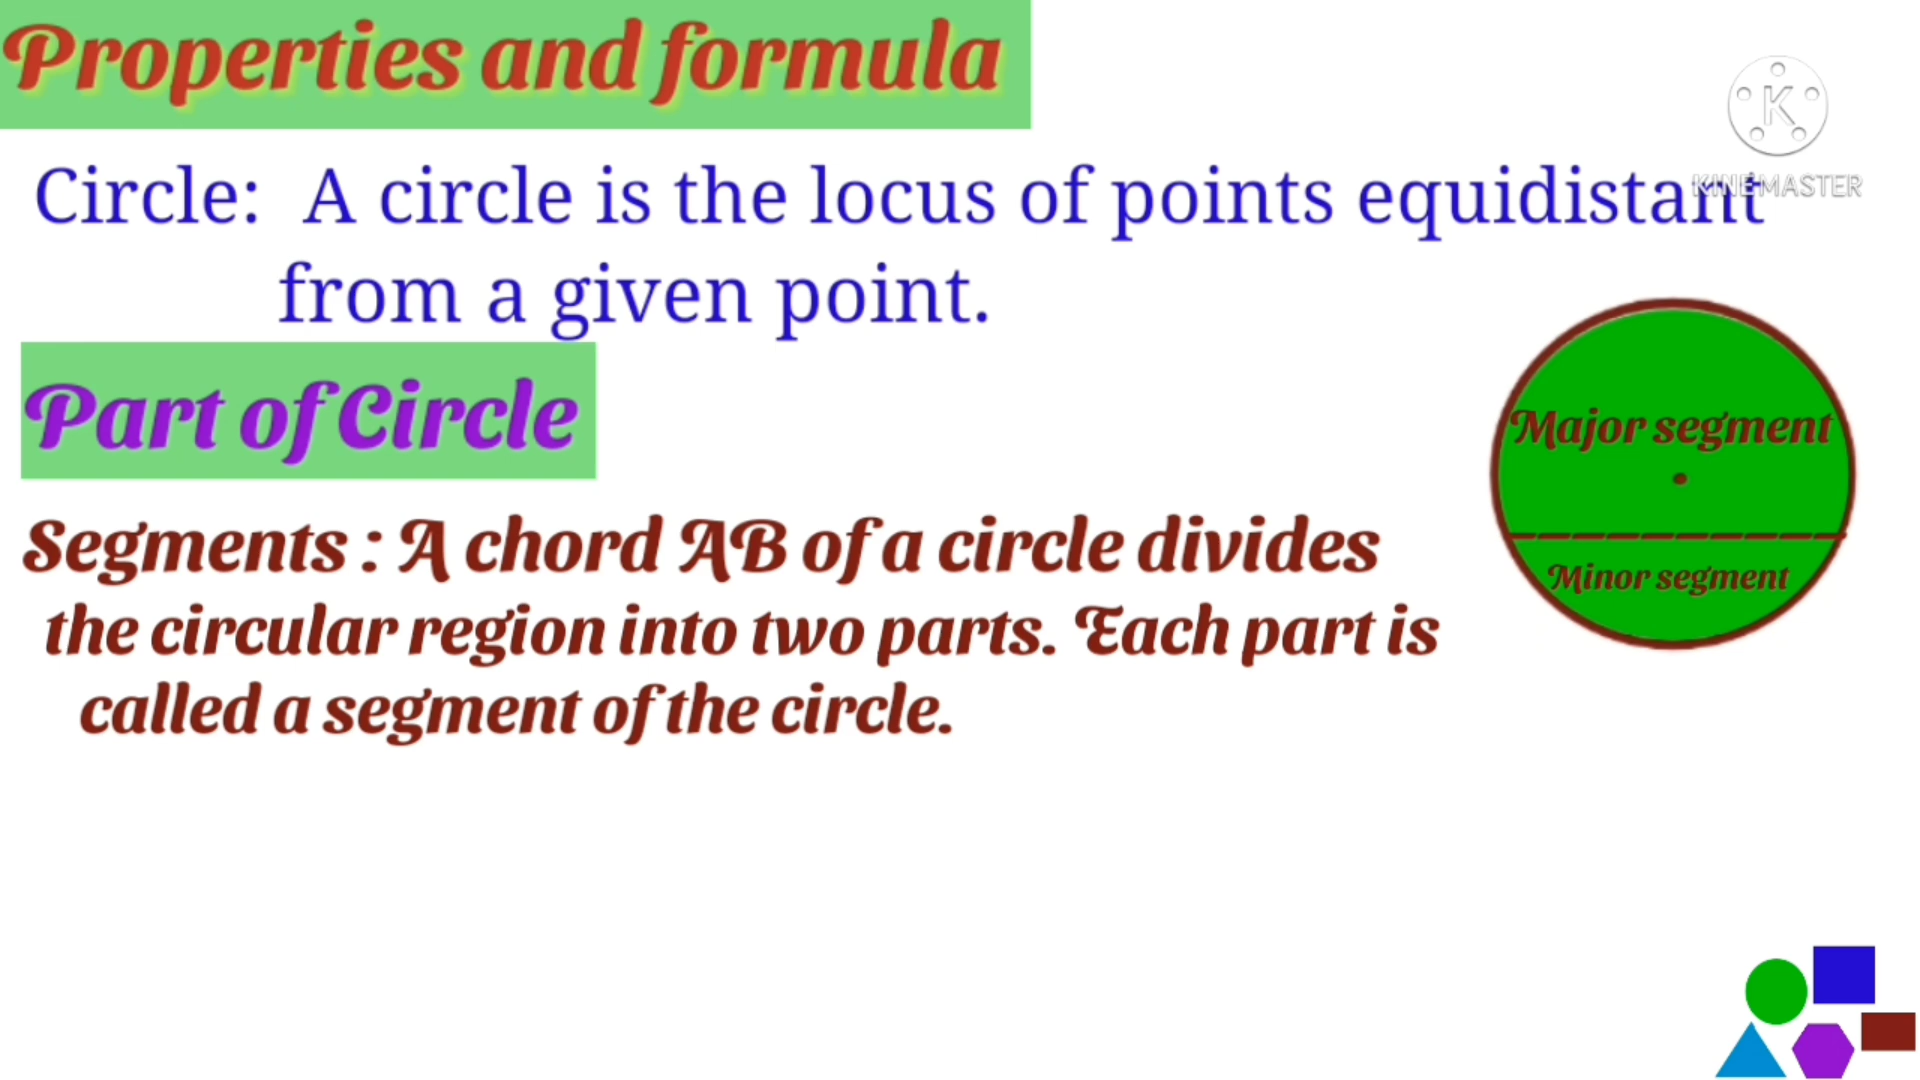 Properties and formula
KINEMASTER
Circle: A circle is the locus of points equidistant
from a given point.
Part of Circle
Major segment
Segments : A chord AB of a circle divides
Minor segment
the circular region into two parts. Each part is
called a segment of the circle.